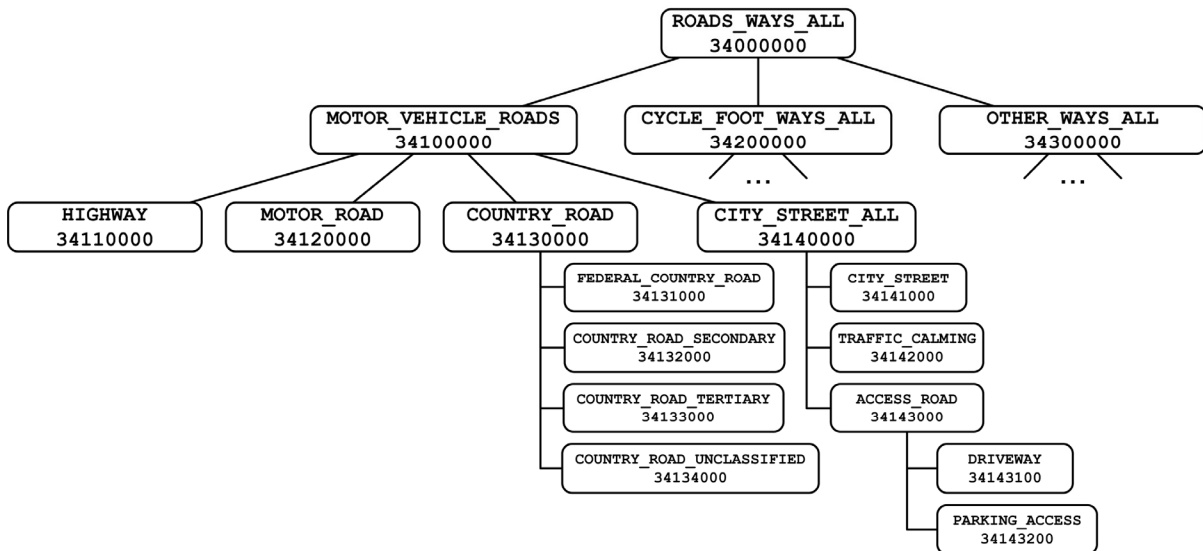 ROADS_WAYS_ALL
34000000
MOTOR_VEHICLE_ROADS
34100000
CYCLE_FOOT_WAYS_ALL
34200000
OTHER_WAYS_ALL
34300000
...
...
HIGHWAY
34110000
MOTOR_ROAD
34120000
COUNTRY_ROAD
34130000
CITY_STREET_ALL
34140000
FEDERAL_COUNTRY_ROAD
34131000
COUNTRY_ROAD_SECONDARY
34132000
COUNTRY_ROAD_TERTIARY
34133000
COUNTRY_ROAD_UNCLASSIFIED
34134000
CITY_STREET
34141000
TRAFFIC_CALMING
34142000
ACCESS_ROAD
34143000
DRIVEWAY
34143100
PARKING_ACCESS
34143200